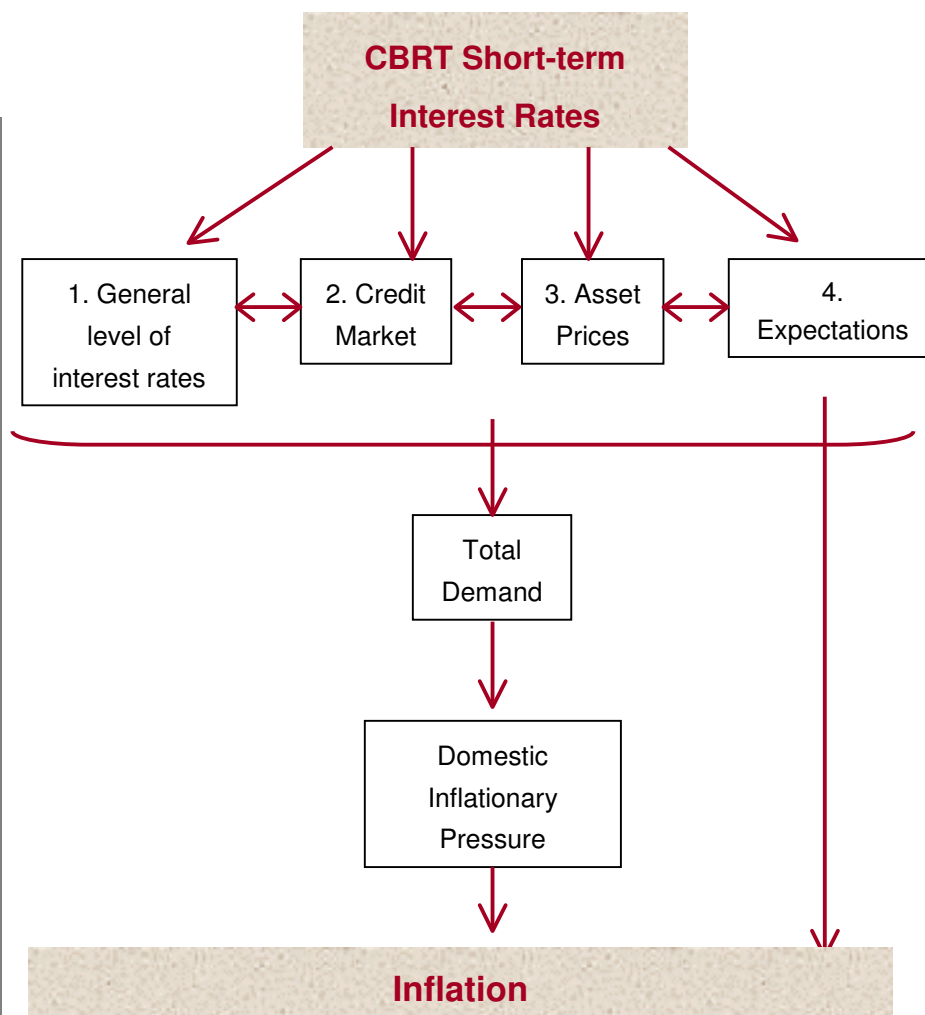 CBRT Short-term
Interest Rates
1. General
level of
interest rates
2. Credit
Market
3. Asset
Prices
4.
Expectations
Total
Demand
Domestic
Inflationary
Pressure
Inflation